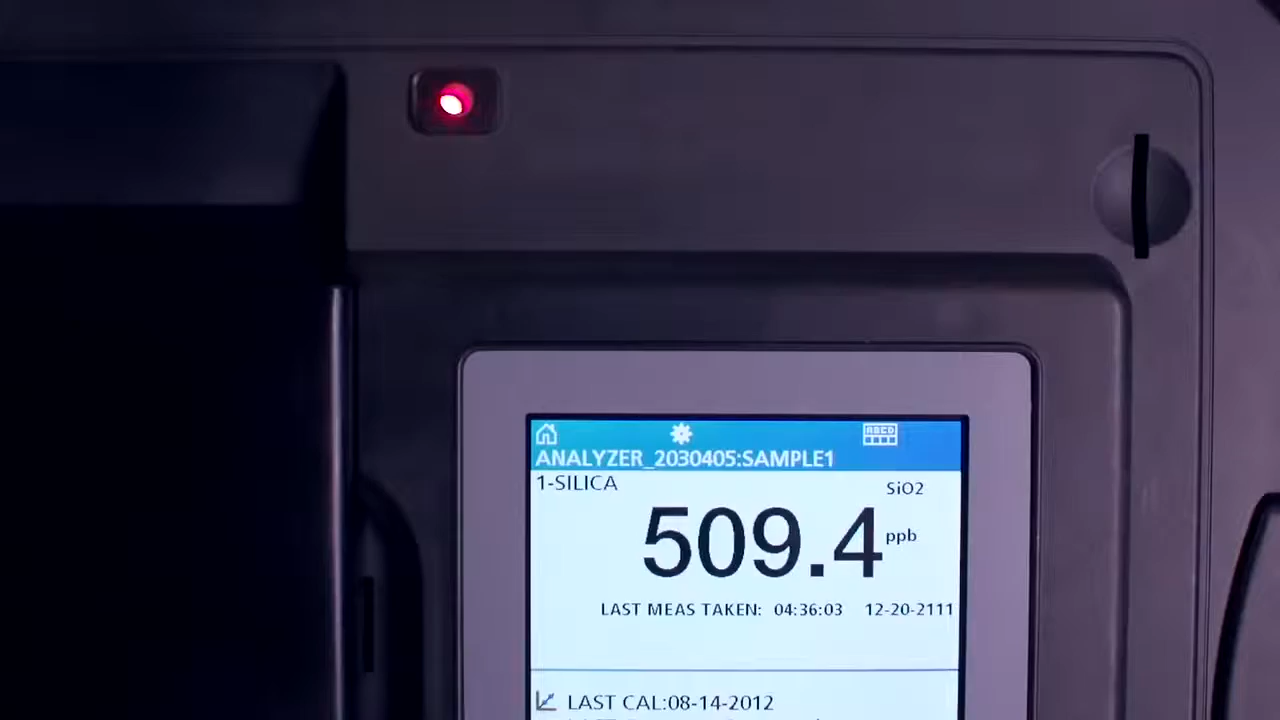 ABCD
ANALYZER_2030405:SAMPLE1
1-SILICA
SiO2
509.4 ppb
LAST MEAS TAKEN: 04:36:03 12-20-2111
LAST CAL:08-14-2012